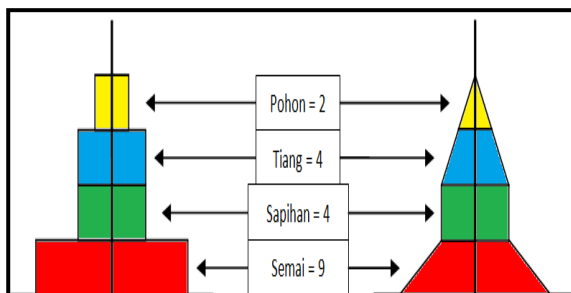 Pohon = 2
Tiang = 4
Sapihan = 4
Semai = 9